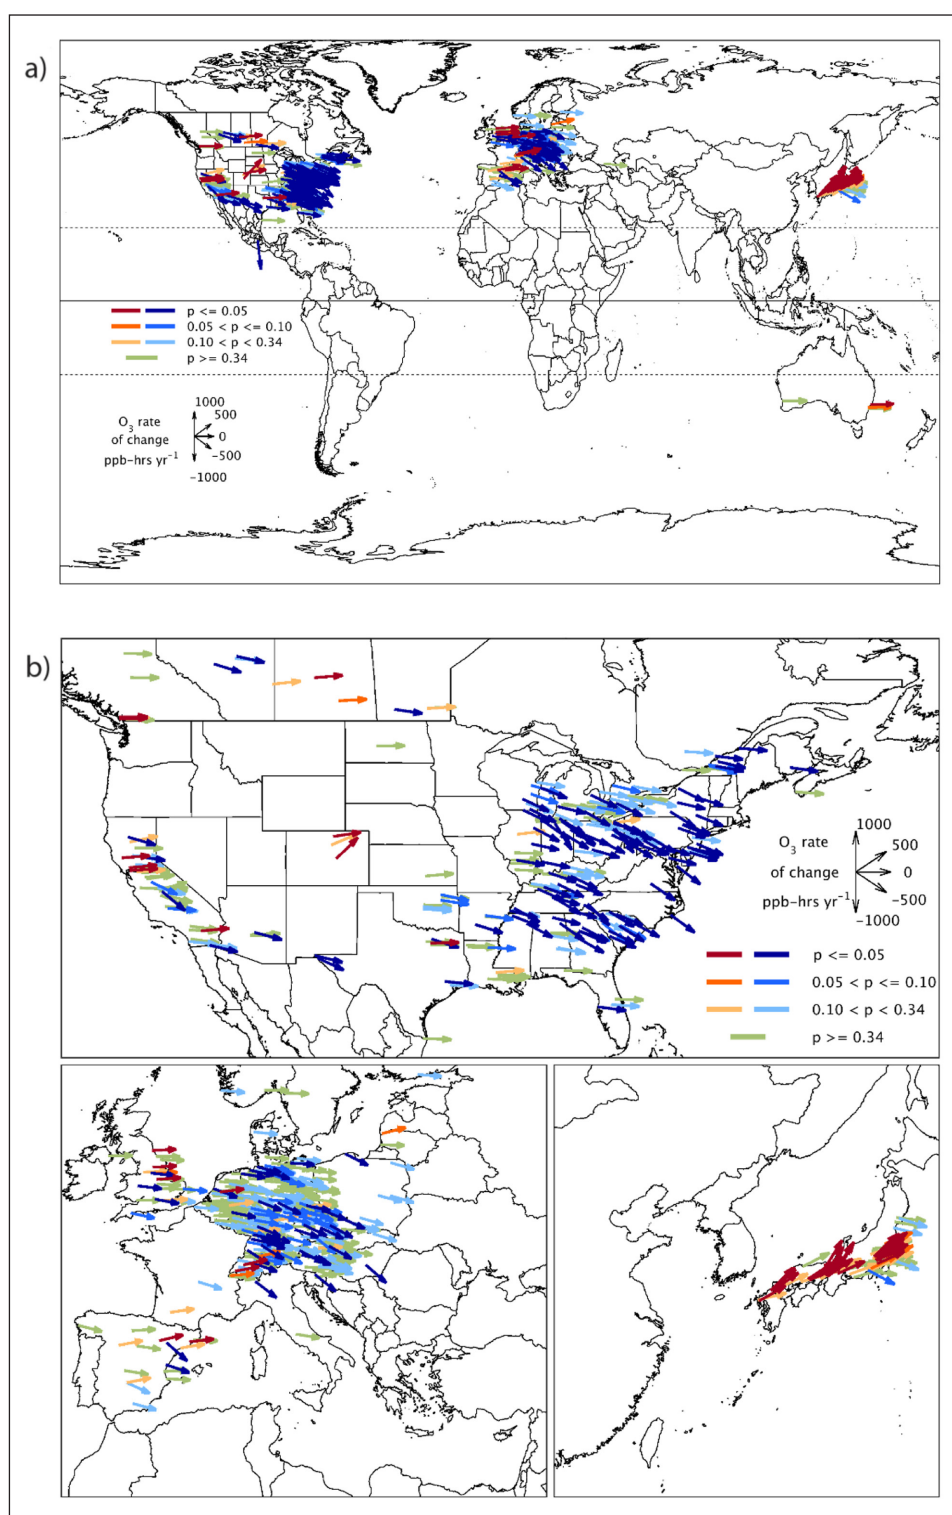 a)
p <= 0.05
0.05 < p <= 0.10
0.10 < p < 0.34
p >= 0.34
1000
500
O3 rate
of change
0
ppb-hrs yr-1
-500
-1000
b)
1000
O3 rate
500
of change
0
ppb-hrs yr-1
-500
-1000
p <= 0.05
0.05 < p <= 0.10
0.10 < p < 0.34
p >= 0.34